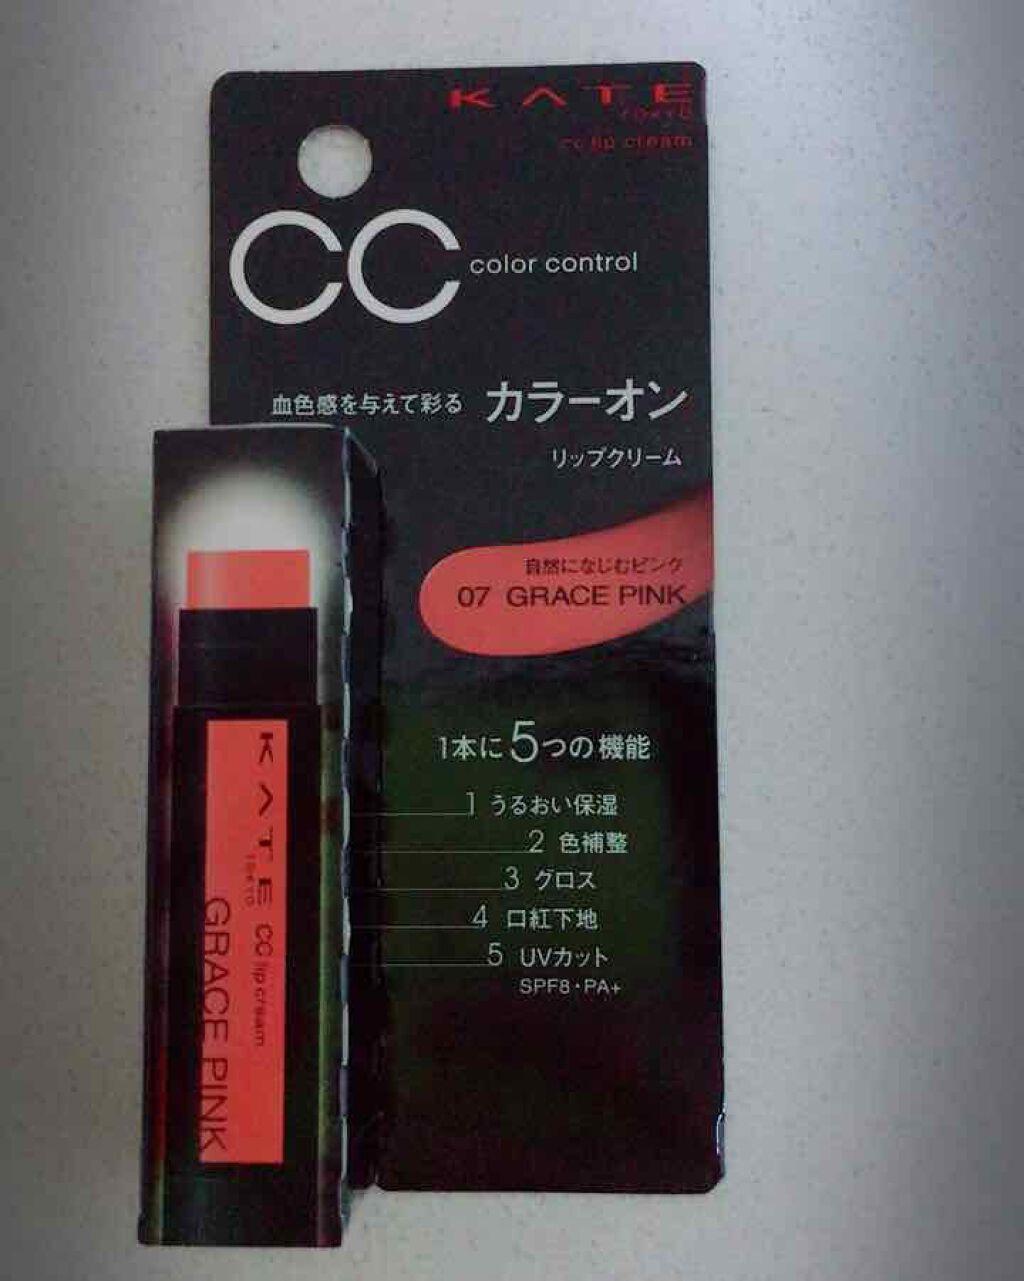 KATE
TOKYO
cc lip cream
CC color control
血色感を与えて彩る カラーオン
リップクリーム
自然になじむピンク
07 GRACE PINK
1本に5つの機能
1 うるおい保湿
2 色補整
3 グロス
4 口紅下地
5 UVカット
SPF8・PA+
KATE
TOKYO
CC lip cream
GRACE PINK